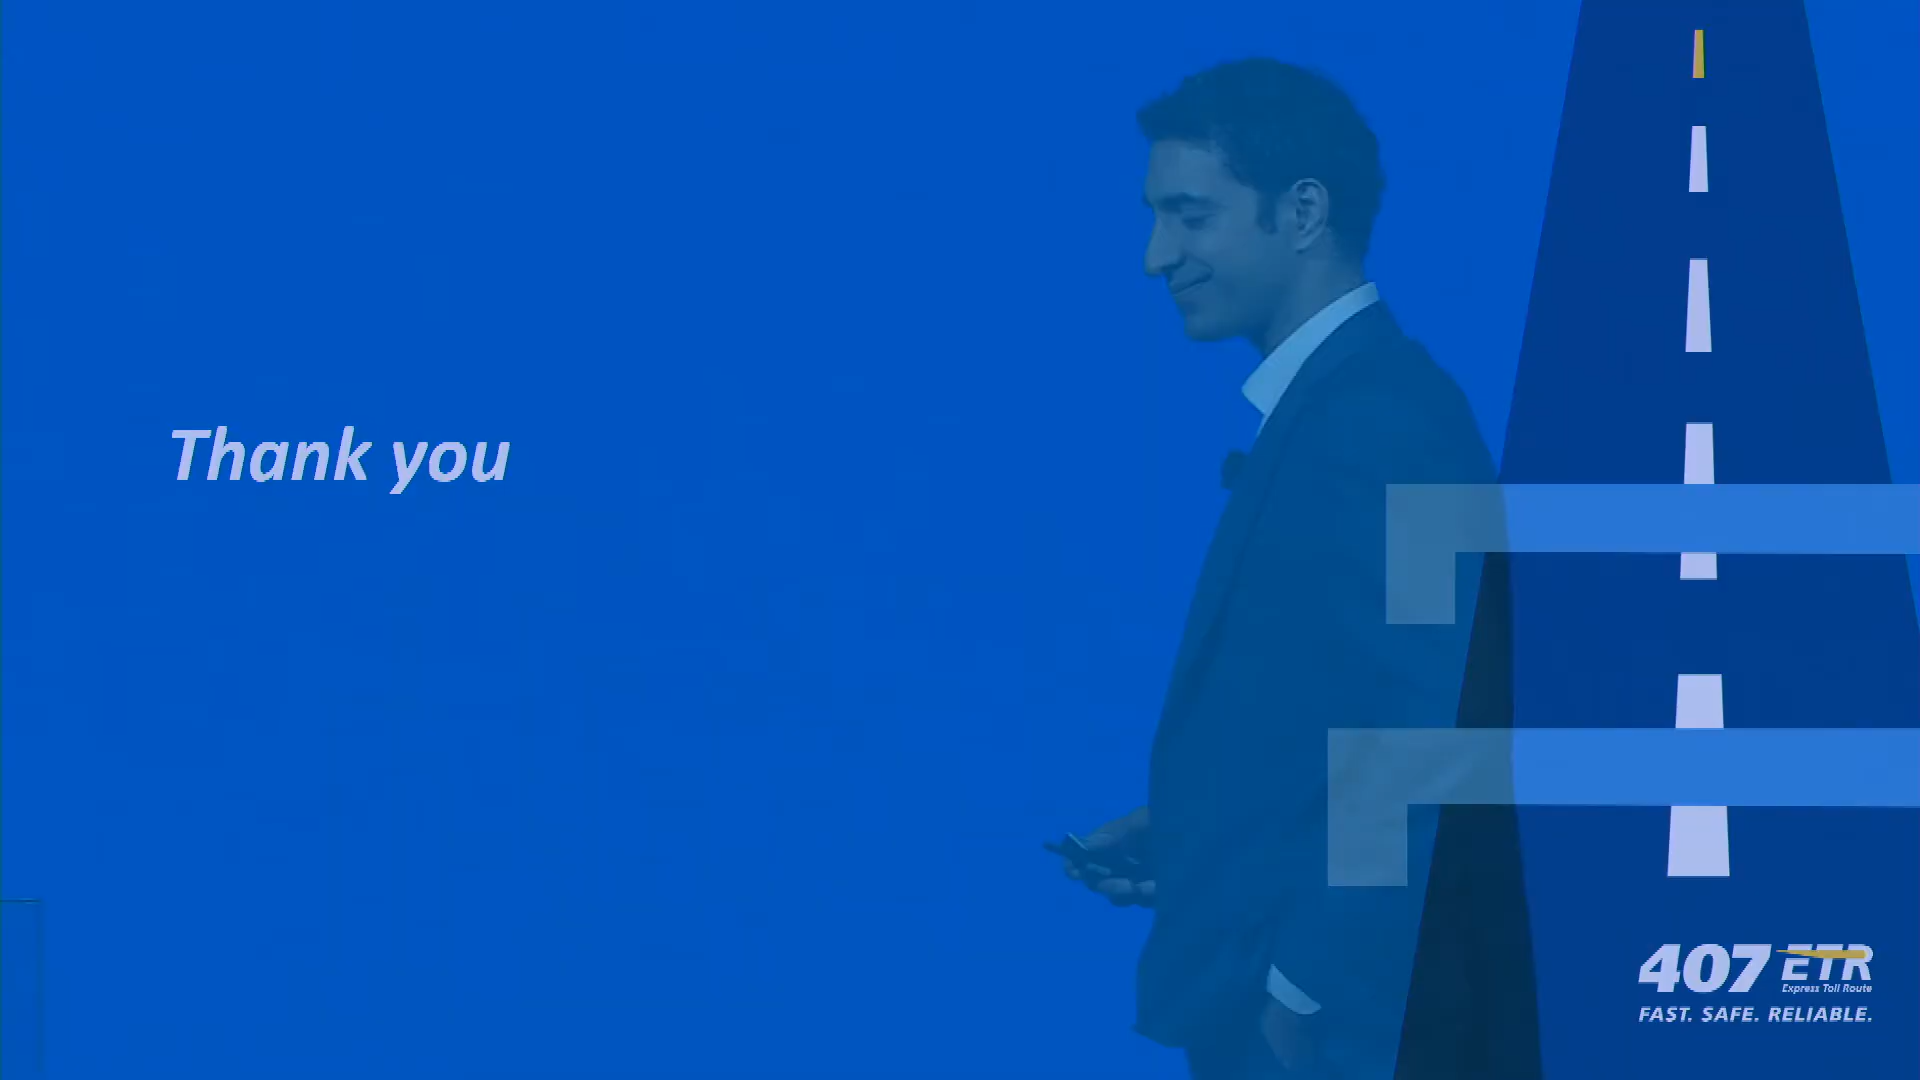 Thank you
407 ETR
Express Toll Route
FAST. SAFE. RELIABLE.